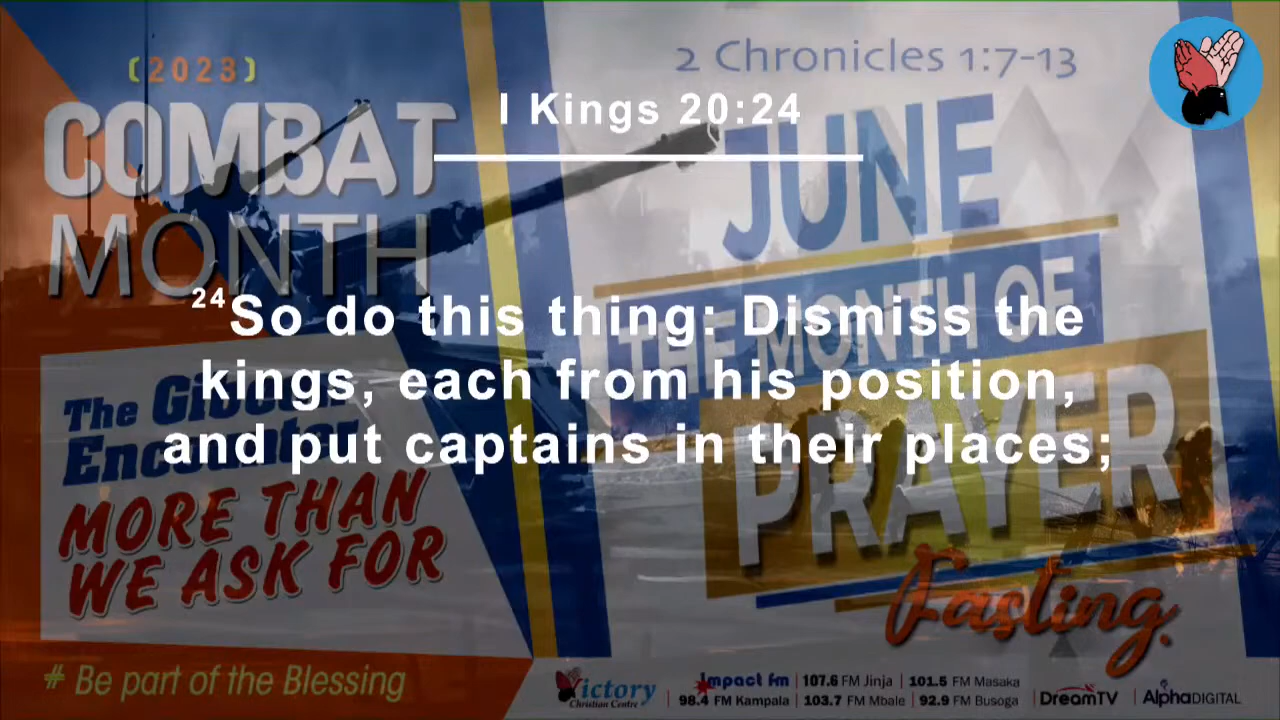 (2023)
COMBAT
MONTH
2 Chronicles 1:7-13
I Kings 20:24
JUNE
THE MONTH OF
PRAYER
Fasting.
24So do this thing: Dismiss the
kings, each from his position,
and put captains in their places;
The Gibeon
Encounter
MORE THAN
WE ASK FOR
# Be part of the Blessing
Victory
Christian Centre
Impact fm
98.4 FM Kampala
107.6 FM Jinja
103.7 FM Mbale
101.5 FM Masaka
92.9 FM Busoga
DreamTV
AlphaDIGITAL